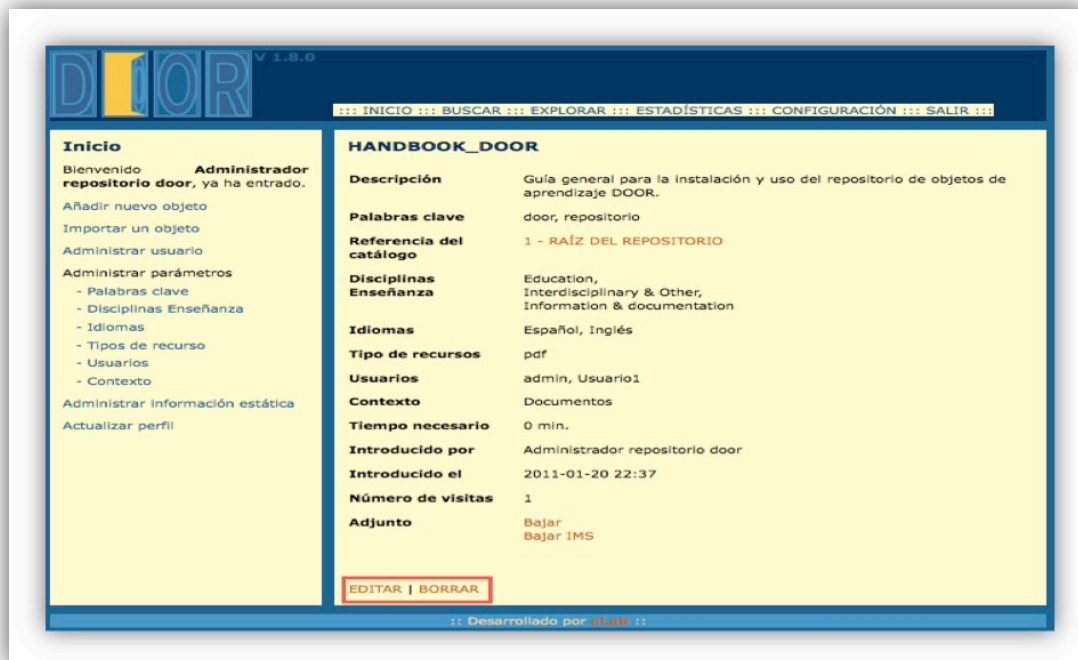 DOOR V 1.8.0
::: INICIO ::: BUSCAR ::: EXPLORAR ::: ESTADÍSTICAS ::: CONFIGURACIÓN ::: SALIR :::
Inicio
Bienvenido Administrador
repositorio door, ya ha entrado.
Añadir nuevo objeto
Importar un objeto
Administrar usuario
Administrar parámetros
- Palabras clave
- Disciplinas Enseñanza
- Idiomas
- Tipos de recurso
- Usuarios
- Contexto
Administrar información estática
Actualizar perfil
HANDBOOK_DOOR
Descripción Guía general para la instalación y uso del repositorio de objetos de
aprendizaje DOOR.
Palabras clave door, repositorio
Referencia del 1 - RAÍZ DEL REPOSITORIO
catálogo
Disciplinas Education,
Enseñanza Interdisciplinary & Other,
Information & documentation
Idiomas Español, Inglés
Tipo de recursos pdf
Usuarios admin, Usuario1
Contexto Documentos
Tiempo necesario 0 min.
Introducido por Administrador repositorio door
Introducido el 2011-01-20 22:37
Número de visitas 1
Adjunto Bajar
Bajar IMS
EDITAR | BORRAR
:: Desarrollado por eLab ::